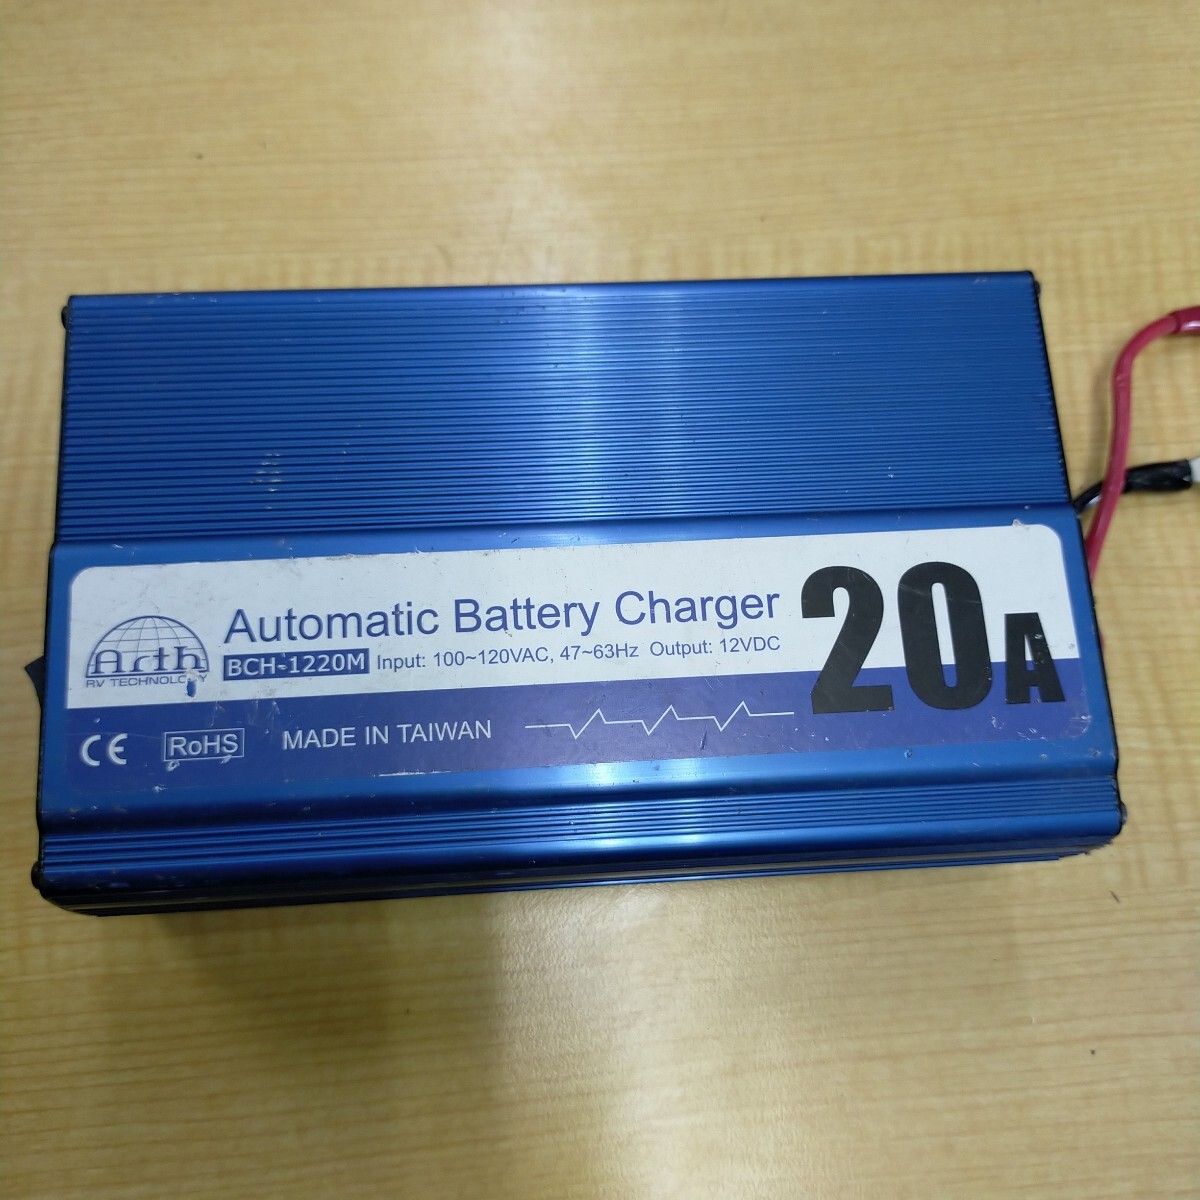 Automatic Battery Charger
20A
Arth
RV TECHNOLOGY
BCH-1220M Input: 100~120VAC, 47~63Hz Output: 12VDC
CE RoHS MADE IN TAIWAN